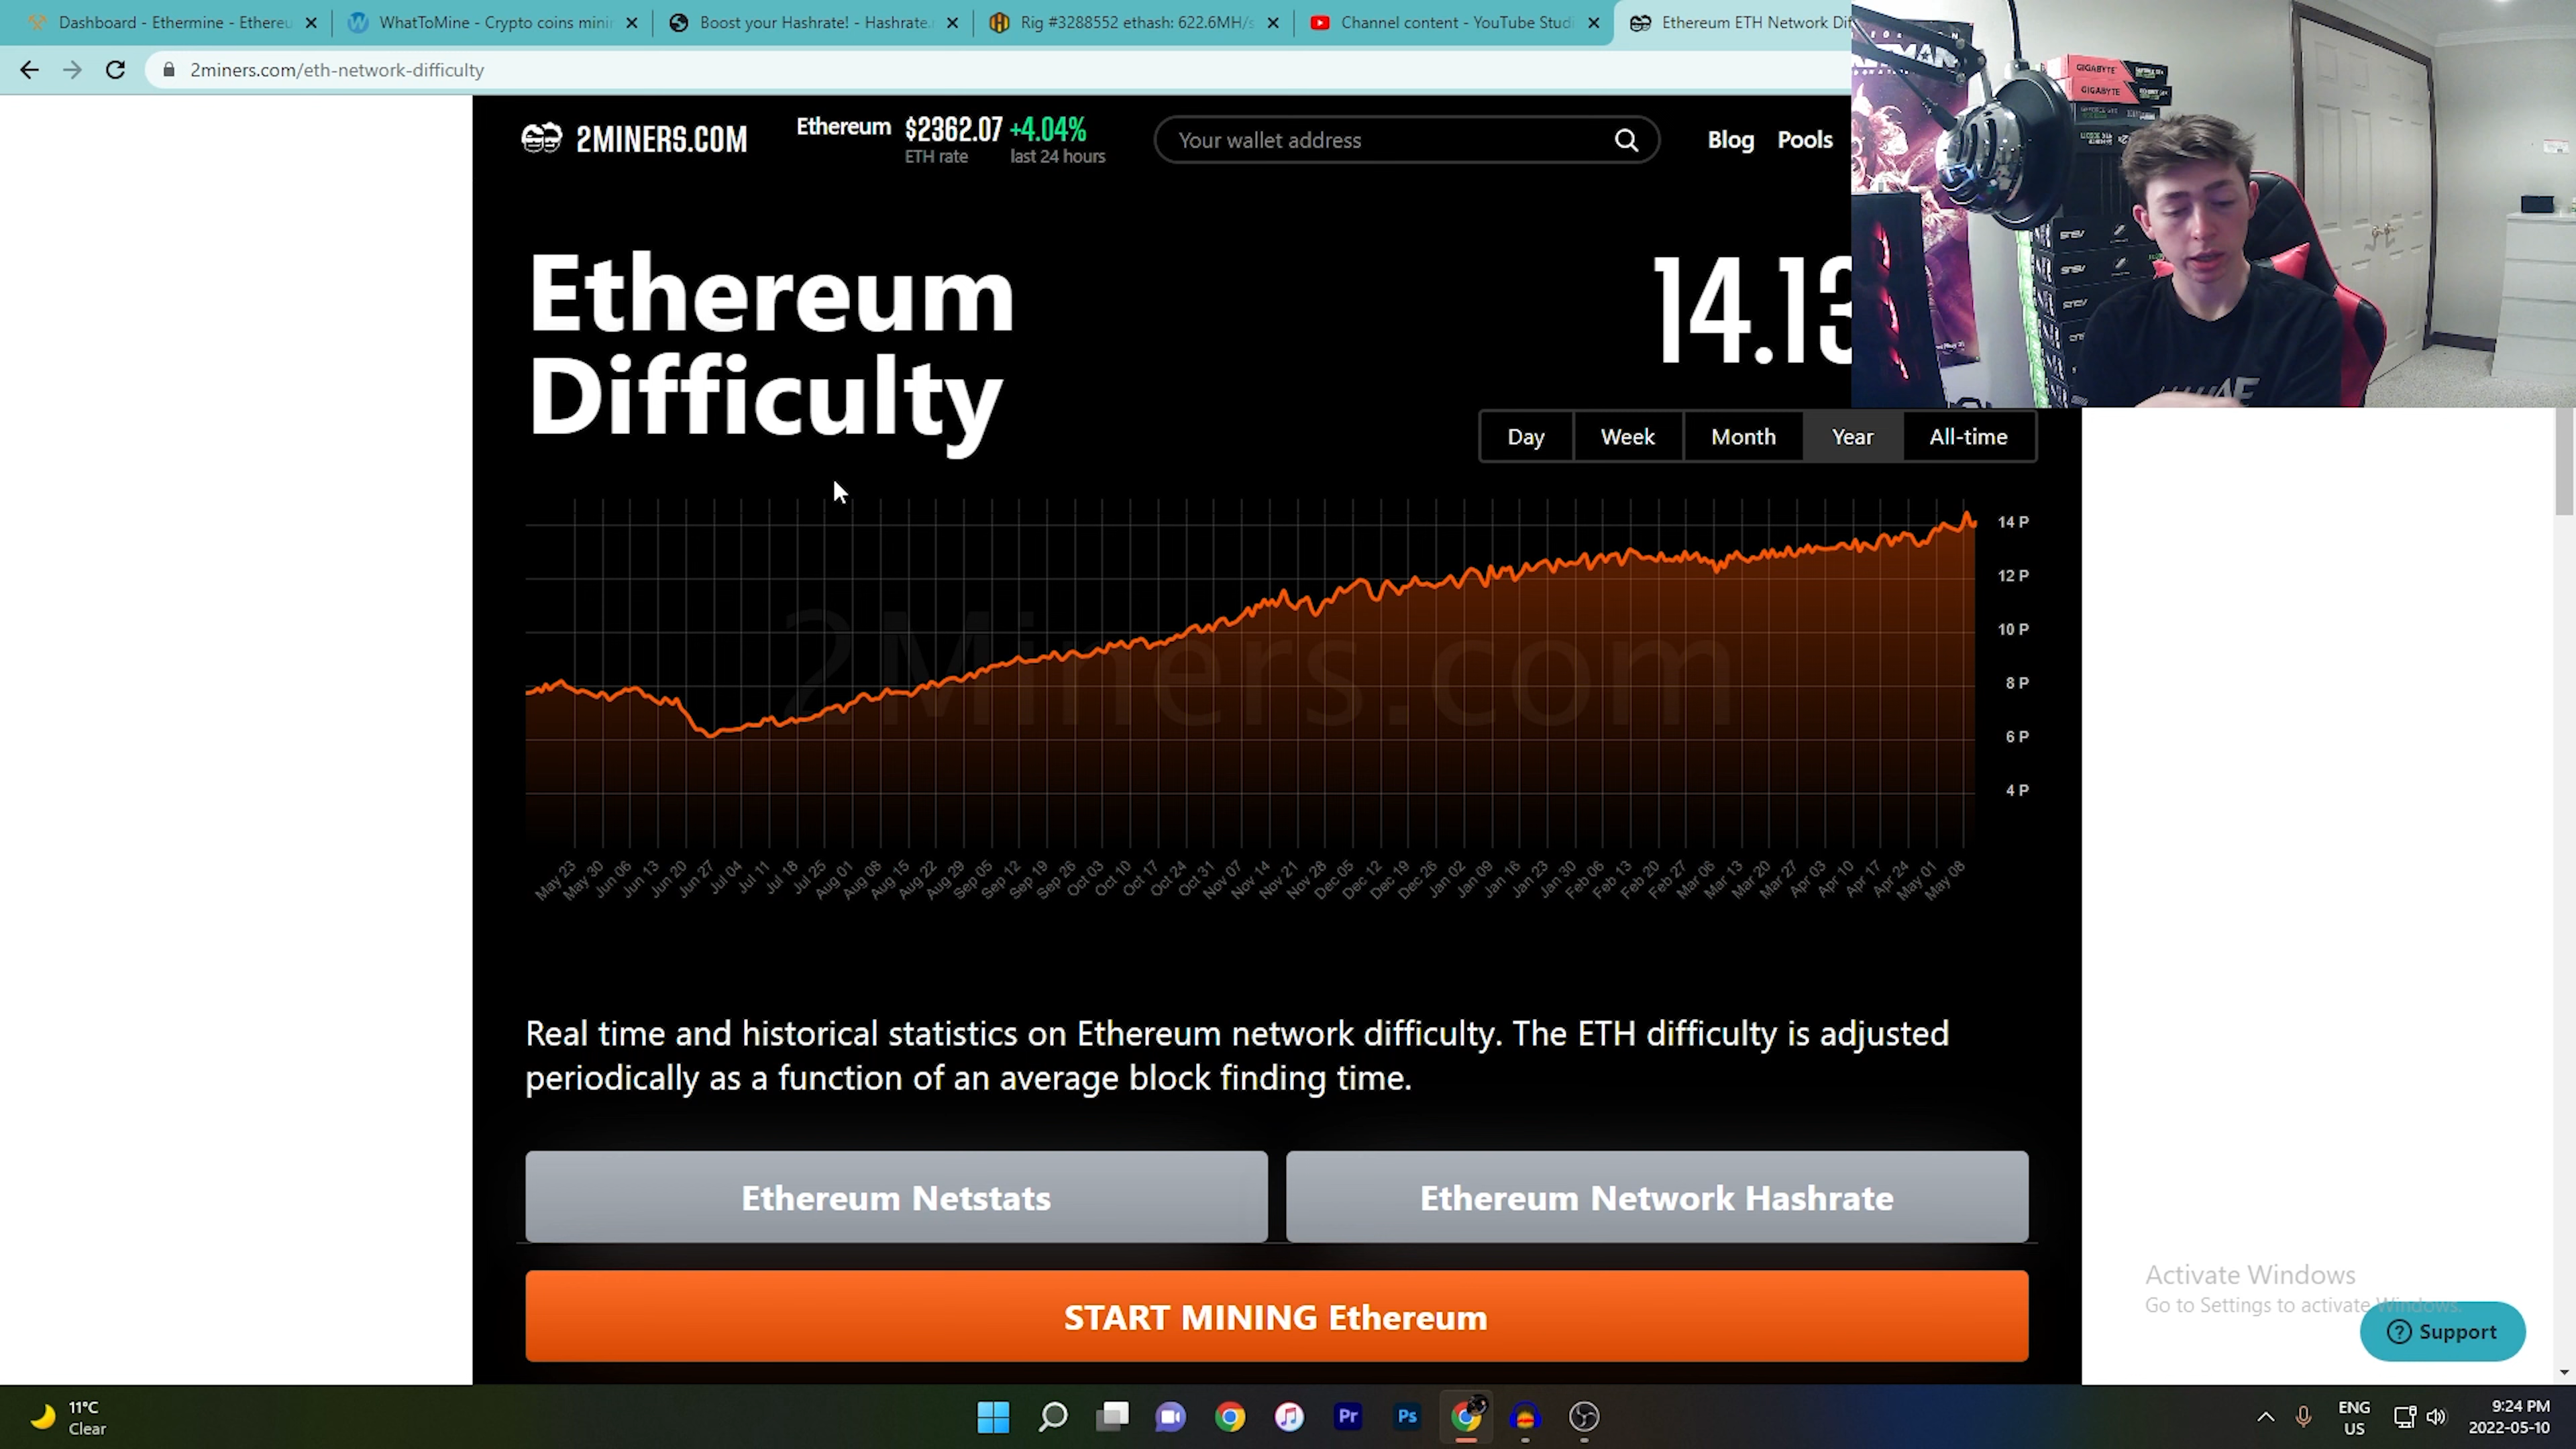 Dashboard - Ethermine - Ethereu
WhatToMine - Crypto coins minin
Boost your Hashrate! - Hashrate.
Rig #3288552 ethash: 622.6MH/s
Channel content - YouTube Studi
Ethereum ETH Network Dif
2miners.com/eth-network-difficulty
2MINERS.COM
Ethereum $2362.07 +4.04%
ETH rate last 24 hours
Your wallet address
Blog Pools
GIGABYTE
GIGABYTE
Ethereum
Difficulty
14.13
Day Week Month Year All-time
14 P
12 P
10 P
8 P
6 P
4 P
2Miners.com
May 23 May 30 Jun 06 Jun 13 Jun 20 Jun 27 Jul 04 Jul 11 Jul 18 Jul 25 Aug 01 Aug 08 Aug 15 Aug 22 Aug 29 Sep 05 Sep 12 Sep 19 Sep 26 Oct 03 Oct 10 Oct 17 Oct 24 Oct 31 Nov 07 Nov 14 Nov 21 Nov 28 Dec 05 Dec 12 Dec 19 Dec 26 Jan 02 Jan 09 Jan 16 Jan 23 Jan 30 Feb 06 Feb 13 Feb 20 Feb 27 Mar 06 Mar 13 Mar 20 Mar 27 Apr 03 Apr 10 Apr 17 Apr 24 May 01 May 08
Real time and historical statistics on Ethereum network difficulty. The ETH difficulty is adjusted
periodically as a function of an average block finding time.
Ethereum Netstats
Ethereum Network Hashrate
START MINING Ethereum
Activate Windows
Go to Settings to activate Windows.
Support
11°C
Clear
Pr
Ps
ENG
US
9:24 PM
2022-05-10